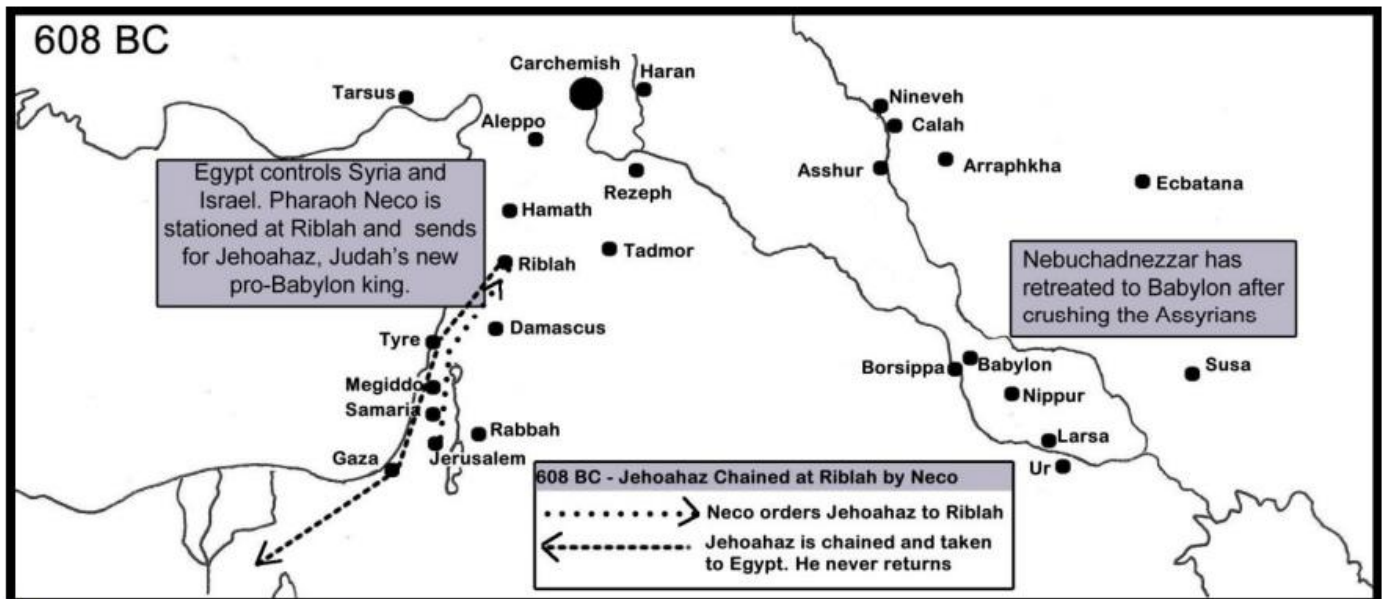 608 BC
Carchemish
Haran
Tarsus
Nineveh
Calah
Aleppo
Asshur
Arraphkha
Ecbatana
Rezeph
Egypt controls Syria and
Israel. Pharaoh Neco is
stationed at Riblah and sends
for Jehoahaz, Judah's new
pro-Babylon king.
Hamath
Tadmor
Riblah
Nebuchadnezzar has
retreated to Babylon after
crushing the Assyrians
Damascus
Tyre
Borsippa
Babylon
Susa
Megiddo
Nippur
Samaria
Rabbah
Larsa
Jerusalem
Gaza
Ur
608 BC - Jehoahaz Chained at Riblah by Neco
Neco orders Jehoahaz to Riblah
Jehoahaz is chained and taken
to Egypt. He never returns